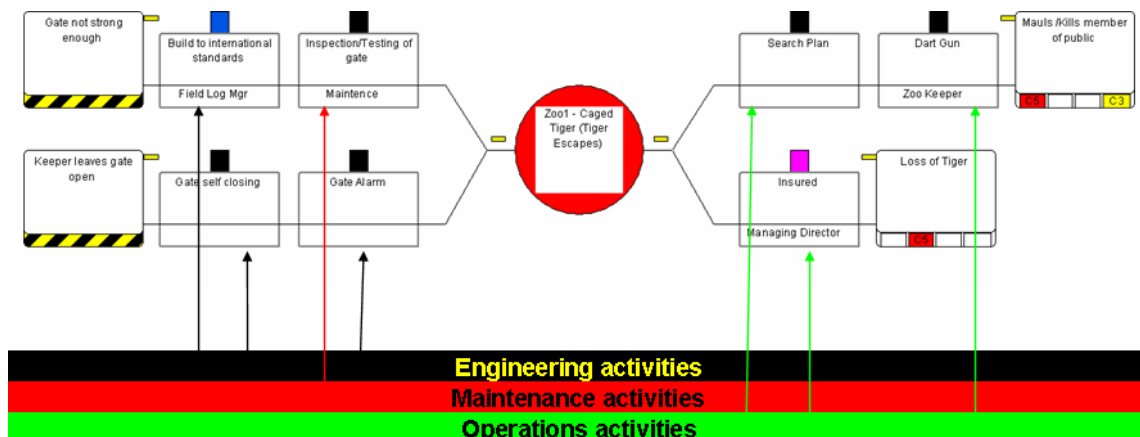 Gate not strong
enough
Build to international
standards
Field Log Mgr
Inspection/Testing of
gate
Maintence
Search Plan
Dart Gun
Zoo Keeper
Mauls /Kills member
of public
C5
C3
Zoo1 - Caged
Tiger (Tiger
Escapes)
Keeper leaves gate
open
Gate self closing
Gate Alarm
Insured
Managing Director
Loss of Tiger
C5
Engineering activities
Maintenance activities
Operations activities